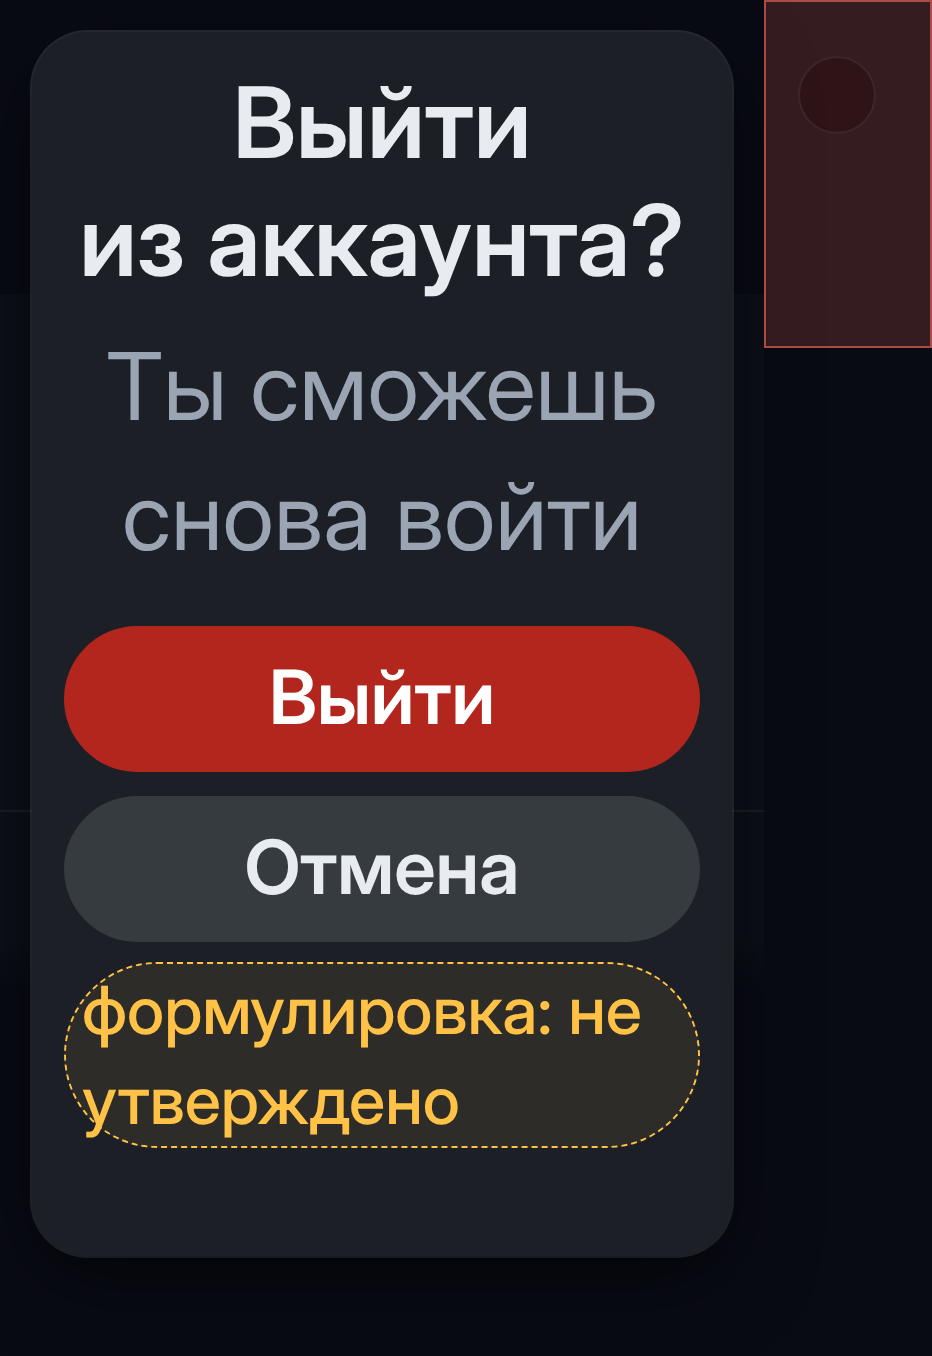 Выйти
из аккаунта?
Ты сможешь
снова войти
Выйти
Отмена
формулировка: не
утверждено